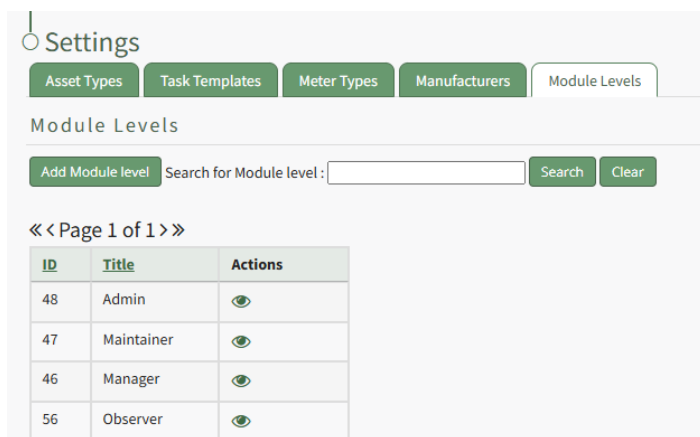 Settings
Asset Types Task Templates Meter Types Manufacturers Module Levels
Module Levels
Add Module level Search for Module level : Search Clear
« < Page 1 of 1 > »
ID Title Actions
48 Admin
47 Maintainer
46 Manager
56 Observer